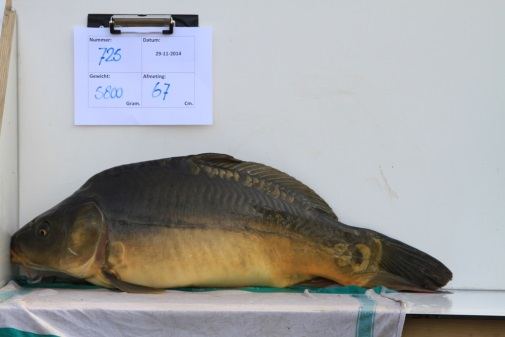 Nummer: Datum:
725 29-11-2014
Gewicht: Afmeting:
5800 67
Gram. Cm.